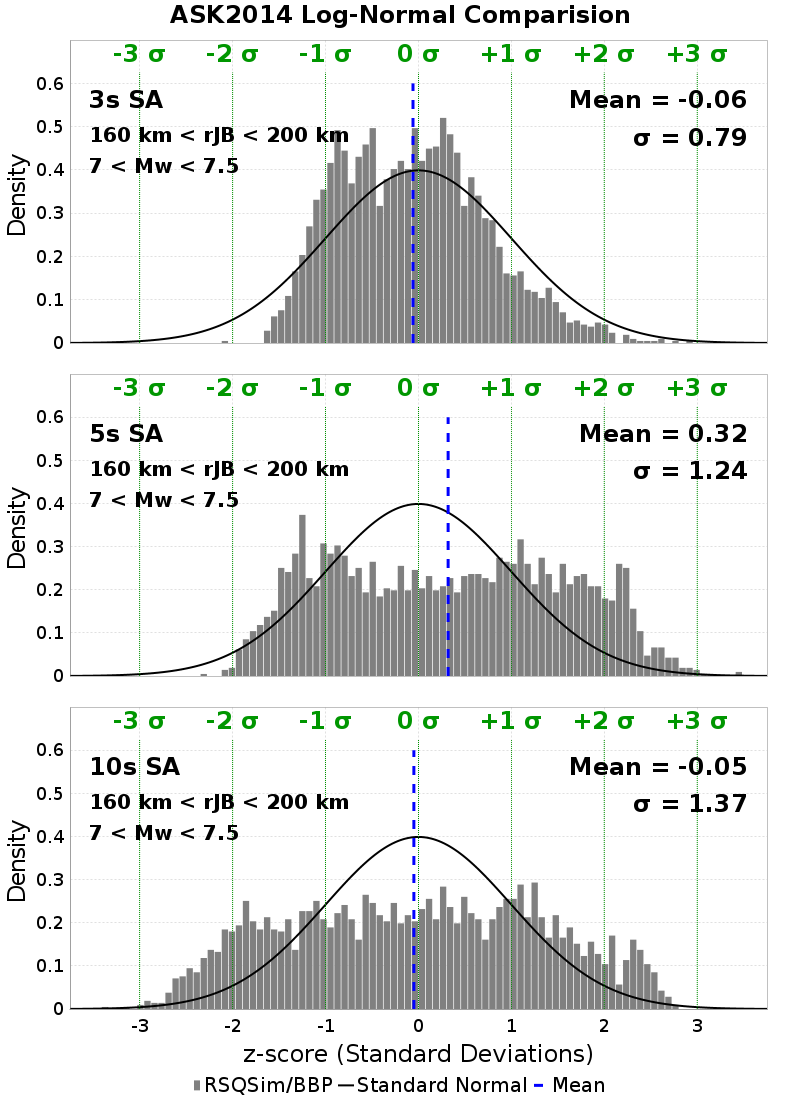 ASK2014 Log-Normal Comparision
-3 σ -2 σ -1 σ 0 σ +1 σ +2 σ +3 σ
0.6
3s SA Mean = -0.06
0.5
160 km < rJB < 200 km σ = 0.79
7 < Mw < 7.5
0.4
0.3
0.2
0.1
0
Density
-3 σ -2 σ -1 σ 0 σ +1 σ +2 σ +3 σ
0.6
5s SA Mean = 0.32
0.5
160 km < rJB < 200 km σ = 1.24
7 < Mw < 7.5
0.4
0.3
0.2
0.1
0
Density
-3 σ -2 σ -1 σ 0 σ +1 σ +2 σ +3 σ
0.6
10s SA Mean = -0.05
0.5
160 km < rJB < 200 km σ = 1.37
7 < Mw < 7.5
0.4
0.3
0.2
0.1
0
Density
-3 -2 -1 0 1 2 3
z-score (Standard Deviations)
RSQSim/BBP Standard Normal Mean